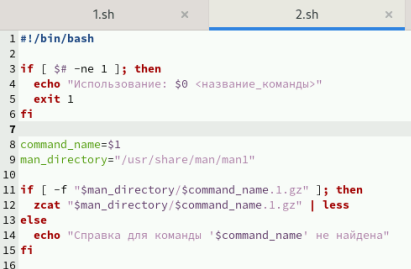 1.sh × 2.sh ×
1 #!/bin/bash
2
3 if [ $# -ne 1 ]; then
4   echo "Использование: $0 <название_команды>"
5   exit 1
6 fi
7
8 command_name=$1
9 man_directory="/usr/share/man/man1"
10
11 if [ -f "$man_directory/$command_name.1.gz" ]; then
12   zcat "$man_directory/$command_name.1.gz" | less
13 else
14   echo "Справка для команды '$command_name' не найдена"
15 fi
16